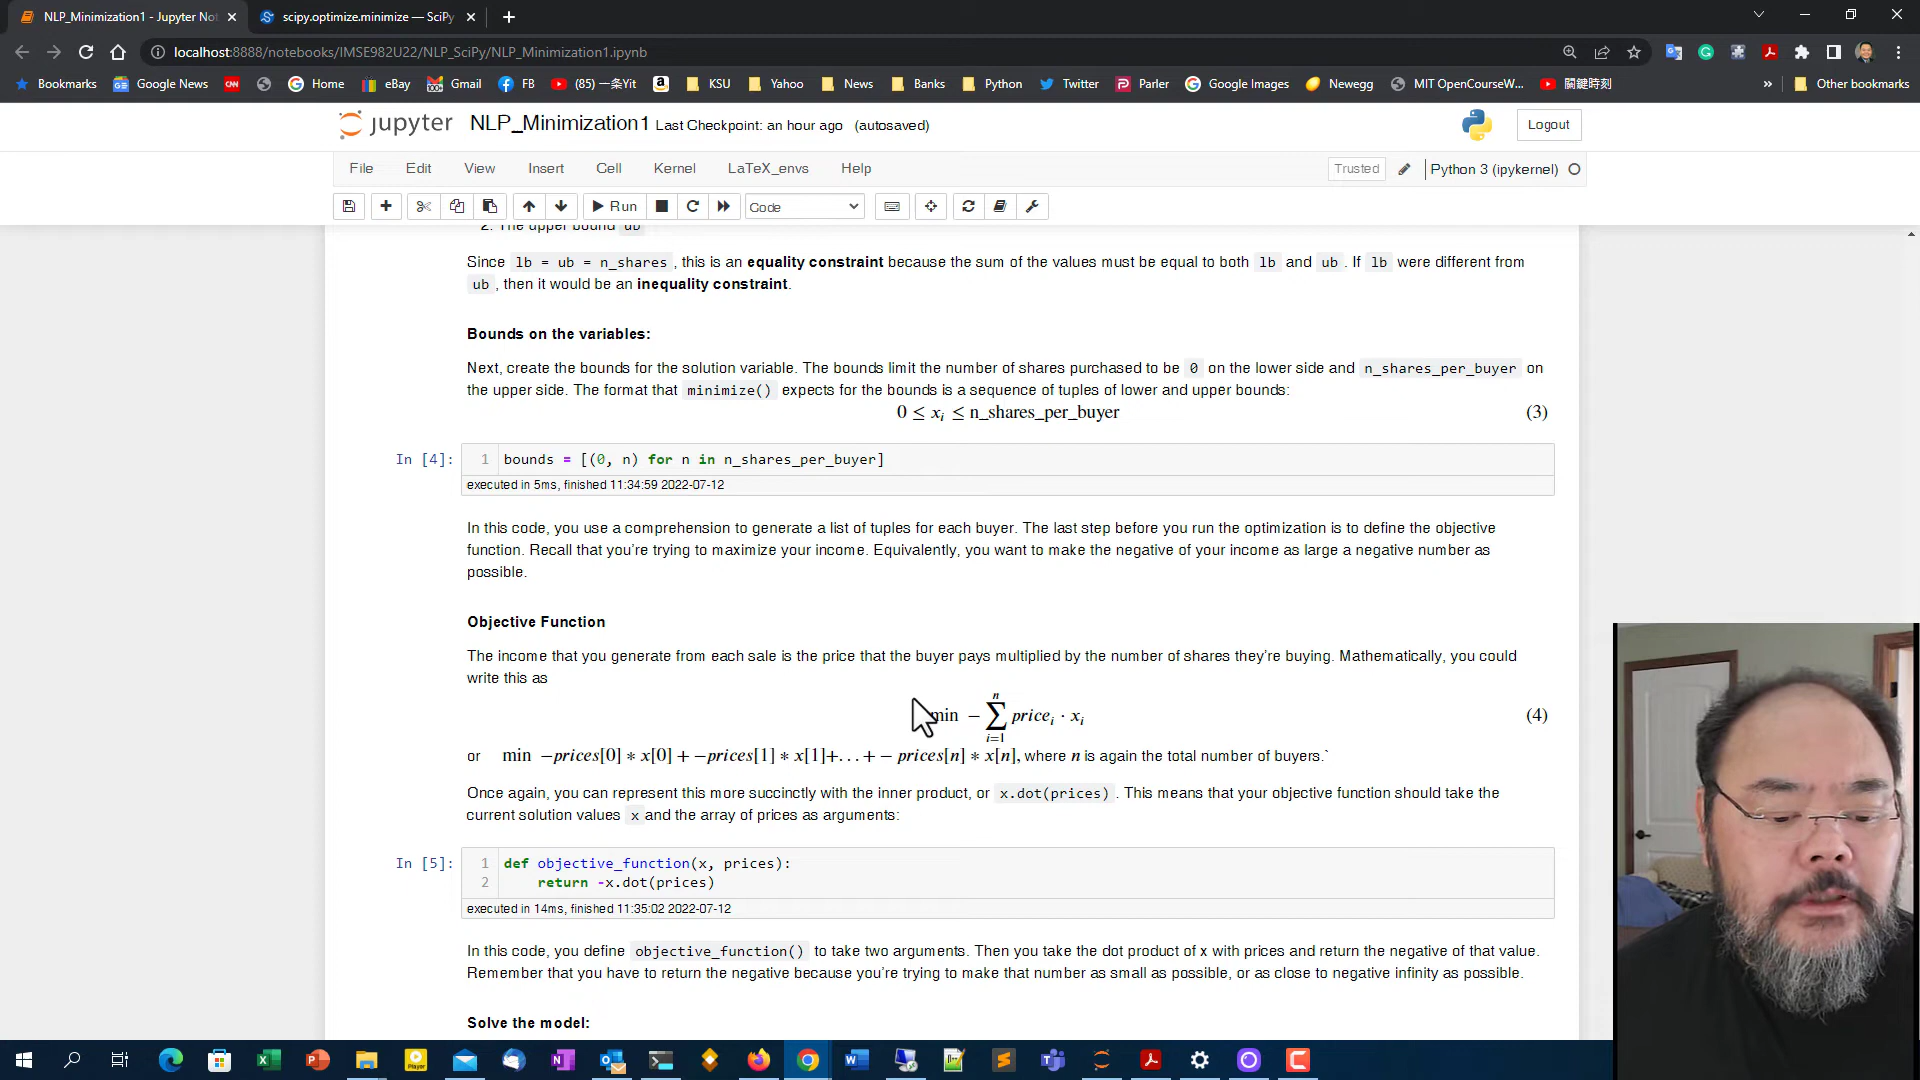 NLP_Minimization1 - Jupyter Not
scipy.optimize.minimize — SciPy
localhost:8888/notebooks/IMSE982U22/NLP_SciPy/NLP_Minimization1.ipynb
Bookmarks Google News CNN Home eBay Gmail FB (85) 一条Yit KSU Yahoo News Banks Python Twitter Parler Google Images Newegg MIT OpenCourseW... 關鍵時刻 » Other bookmarks
jupyter NLP_Minimization1 Last Checkpoint: an hour ago (autosaved) Logout
File Edit View Insert Cell Kernel LaTeX_envs Help Trusted Python 3 (ipykernel)
Run Code
2. The upper bound ub
Since lb = ub = n_shares , this is an equality constraint because the sum of the values must be equal to both lb and ub . If lb were different from
ub , then it would be an inequality constraint.
Bounds on the variables:
Next, create the bounds for the solution variable. The bounds limit the number of shares purchased to be 0 on the lower side and n_shares_per_buyer on
the upper side. The format that minimize() expects for the bounds is a sequence of tuples of lower and upper bounds:
0 ≤ xi ≤ n_shares_per_buyer (3)
In [4]: 1 bounds = [(0, n) for n in n_shares_per_buyer]
executed in 5ms, finished 11:34:59 2022-07-12
In this code, you use a comprehension to generate a list of tuples for each buyer. The last step before you run the optimization is to define the objective
function. Recall that you're trying to maximize your income. Equivalently, you want to make the negative of your income as large a negative number as
possible.
Objective Function
The income that you generate from each sale is the price that the buyer pays multiplied by the number of shares they're buying. Mathematically, you could
write this as
min − n∑i=1 pricei · xi (4)
or min −prices[0] ∗ x[0] + −prices[1] ∗ x[1]+. . . + − prices[n] ∗ x[n], where n is again the total number of buyers.`
Once again, you can represent this more succinctly with the inner product, or x.dot(prices) . This means that your objective function should take the
current solution values x and the array of prices as arguments:
In [5]: 1 def objective_function(x, prices):
2 return -x.dot(prices)
executed in 14ms, finished 11:35:02 2022-07-12
In this code, you define objective_function() to take two arguments. Then you take the dot product of x with prices and return the negative of that value.
Remember that you have to return the negative because you're trying to make that number as small as possible, or as close to negative infinity as possible.
Solve the model:
Player